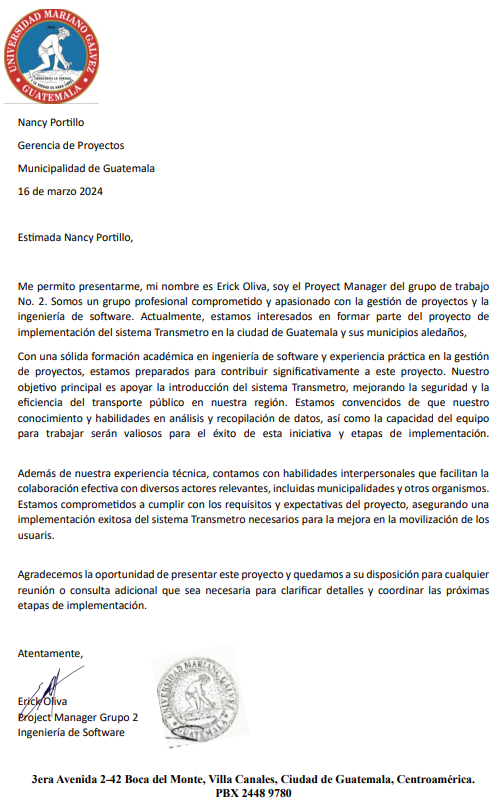 UNIVERSIDAD MARIANO GALVEZ
GUATEMALA
Nancy Portillo
Gerencia de Proyectos
Municipalidad de Guatemala
16 de marzo 2024
Estimada Nancy Portillo,
Me permito presentarme, mi nombre es Erick Oliva, soy el Proyect Manager del grupo de trabajo
No. 2. Somos un grupo profesional comprometido y apasionado con la gestión de proyectos y la
ingeniería de software. Actualmente, estamos interesados en formar parte del proyecto de
implementación del sistema Transmetro en la ciudad de Guatemala y sus municipios aledaños,
Con una sólida formación académica en ingeniería de software y experiencia práctica en la gestión
de proyectos, estamos preparados para contribuir significativamente a este proyecto. Nuestro
objetivo principal es apoyar la introducción del sistema Transmetro, mejorando la seguridad y la
eficiencia del transporte público en nuestra región. Estamos convencidos de que nuestro
conocimiento y habilidades en análisis y recopilación de datos, así como la capacidad del equipo
para trabajar serán valiosos para el éxito de esta iniciativa y etapas de implementación.
Además de nuestra experiencia técnica, contamos con habilidades interpersonales que facilitan la
colaboración efectiva con diversos actores relevantes, incluidas municipalidades y otros organismos.
Estamos comprometidos a cumplir con los requisitos y expectativas del proyecto, asegurando una
implementación exitosa del sistema Transmetro necesarios para la mejora en la movilización de los
usuaris.
Agradecemos la oportunidad de presentar este proyecto y quedamos a su disposición para cualquier
reunión o consulta adicional que sea necesaria para clarificar detalles y coordinar las próximas
etapas de implementación.
Atentamente,
Erick Oliva
Project Manager Grupo 2
Ingeniería de Software
UNIVERSIDAD MARIANO GALVEZ
GUATEMALA
3era Avenida 2-42 Boca del Monte, Villa Canales, Ciudad de Guatemala, Centroamérica.
PBX 2448 9780